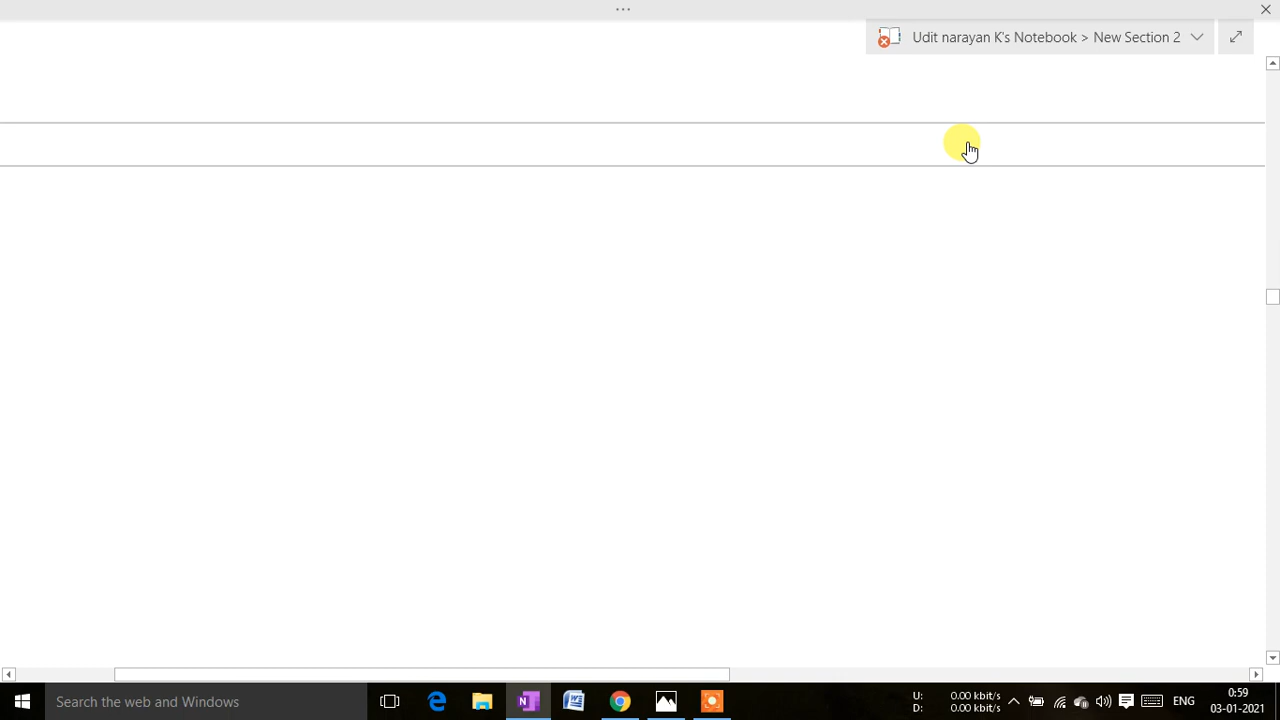 Udit narayan K's Notebook > New Section 2
Search the web and Windows
U: 0.00 kbit/s
D: 0.00 kbit/s
ENG
0:59
03-01-2021